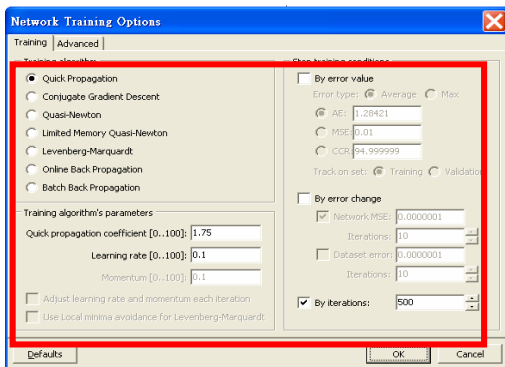 Network Training Options
Training
Advanced
Training algorithm
Quick Propagation
Conjugate Gradient Descent
Quasi-Newton
Limited Memory Quasi-Newton
Levenberg-Marquardt
Online Back Propagation
Batch Back Propagation
Training algorithm's parameters
Quick propagation coefficient [0..100]: 1.75
Learning rate [0..100]: 0.1
Momentum [0..100]: 0.1
Adjust learning rate and momentum each iteration
Use Local minima avoidance for Levenberg-Marquardt
Stop training conditions
By error value
Error type: Average Max
AE: 1.28421
MSE: 0.01
CCR: 94.999999
Track on set: Training Validation
By error change
Network MSE: 0.0000001
Iterations: 10
Dataset error: 0.0000001
Iterations: 10
By iterations: 500
Defaults
OK
Cancel